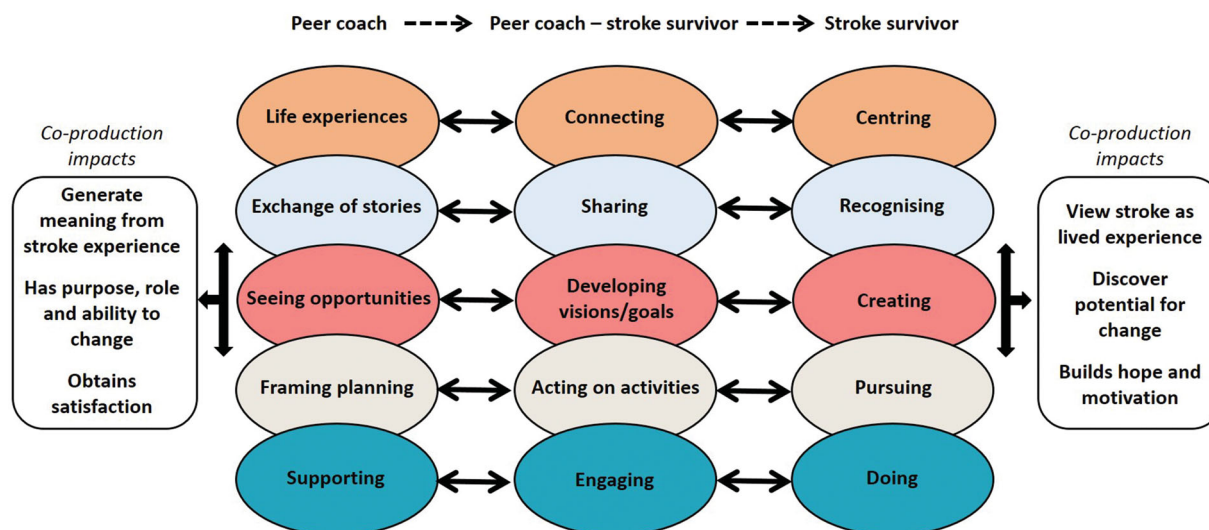 Peer coach
Peer coach – stroke survivor
Stroke survivor
Co-production
impacts
Generate
meaning from
stroke experience
Has purpose, role
and ability to
change
Obtains
satisfaction
Life experiences
Connecting
Centring
Exchange of stories
Sharing
Recognising
Seeing opportunities
Developing
visions/goals
Creating
Framing planning
Acting on activities
Pursuing
Supporting
Engaging
Doing
Co-production
impacts
View stroke as
lived experience
Discover
potential for
change
Builds hope and
motivation